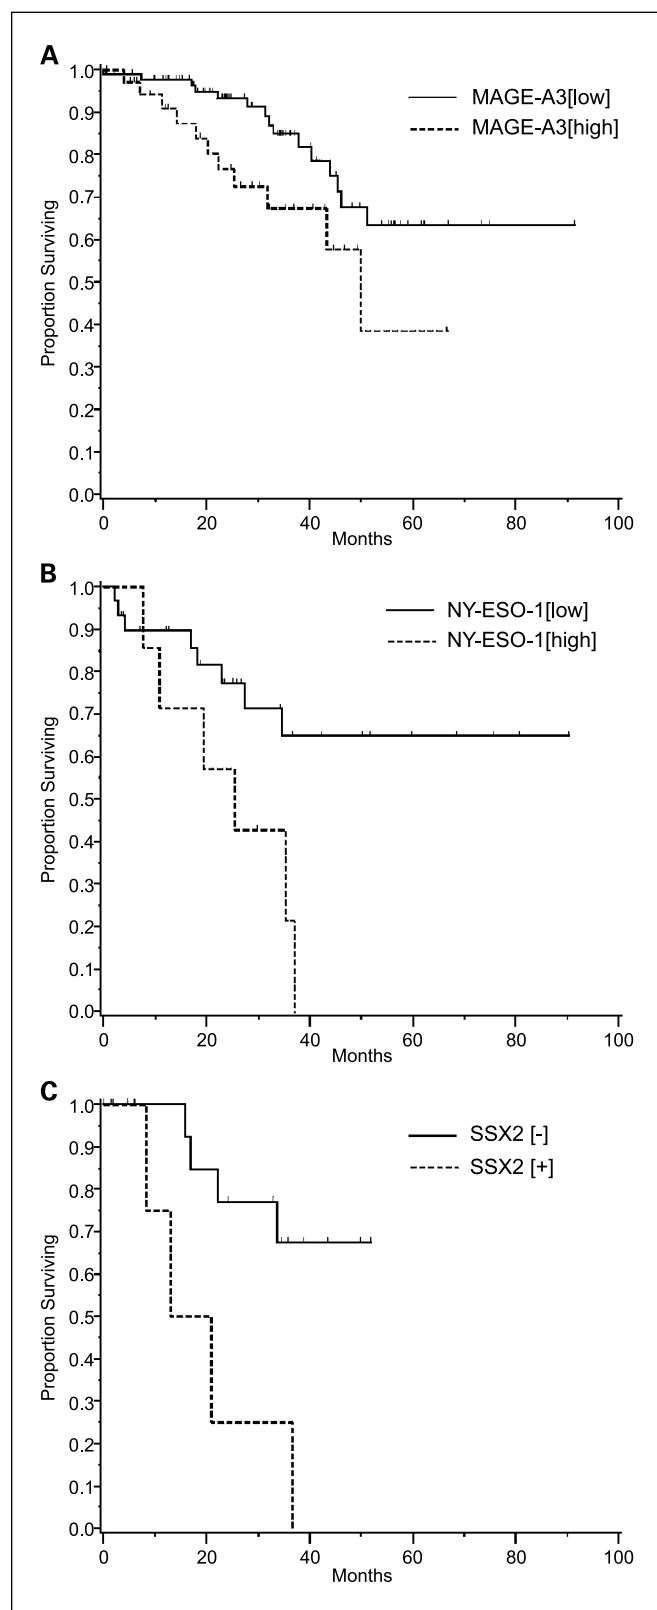 A
1.0
0.9
0.8
0.7
0.6
0.5
0.4
0.3
0.2
0.1
0.0
Proportion Surviving
MAGE-A3[low]
MAGE-A3[high]
0 20 40 60 80 100
Months
B
1.0
0.9
0.8
0.7
0.6
0.5
0.4
0.3
0.2
0.1
0.0
Proportion Surviving
NY-ESO-1[low]
NY-ESO-1[high]
0 20 40 60 80 100
Months
C
1.0
0.9
0.8
0.7
0.6
0.5
0.4
0.3
0.2
0.1
0.0
Proportion Surviving
SSX2 [-]
SSX2 [+]
0 20 40 60 80 100
Months